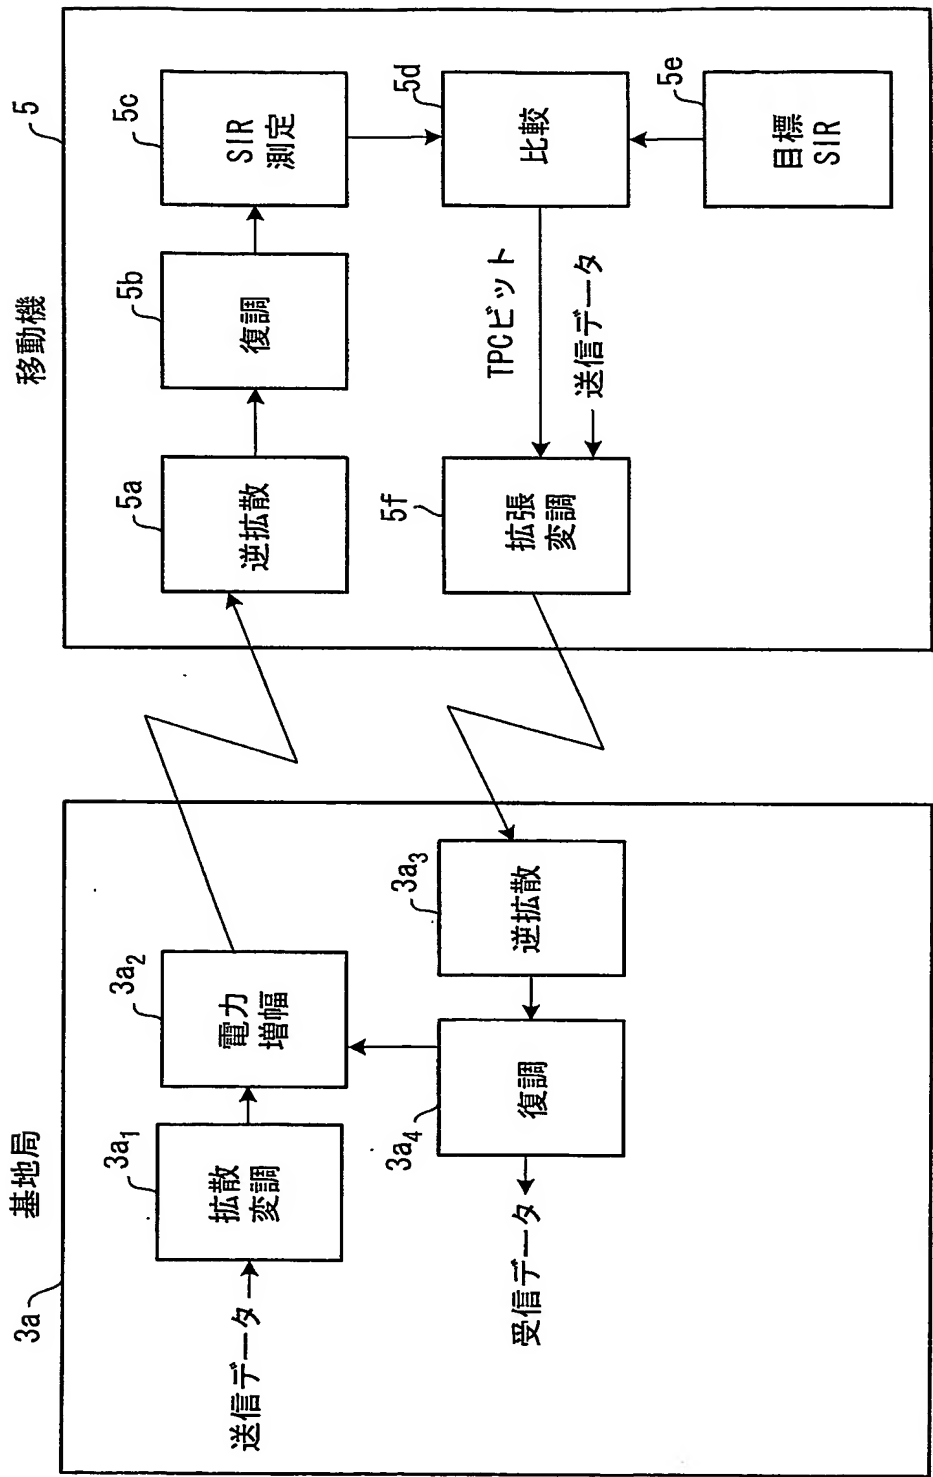 基地局
3a
送信データ
拡散
変調
3a1
電力
増幅
3a2
逆拡散
3a3
復調
3a4
受信データ
移動機
5
逆拡散
5a
復調
5b
SIR
測定
5c
比較
5d
目標
SIR
5e
TPCビット
送信データ
拡張
変調
5f